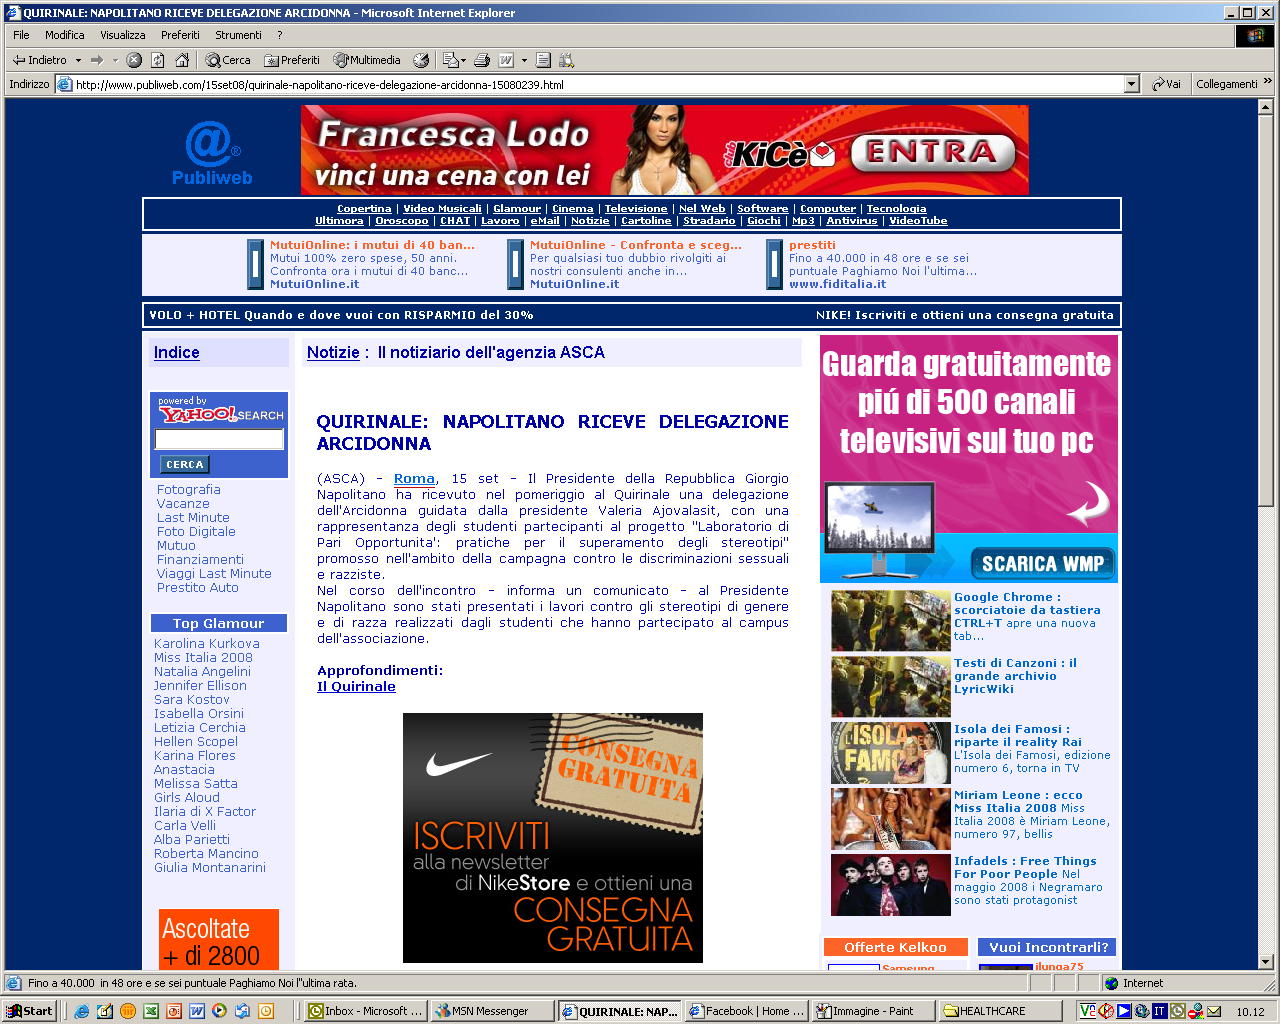 QUIRINALE: NAPOLITANO RICEVE DELEGAZIONE ARCIDONNA - Microsoft Internet Explorer
File Modifica Visualizza Preferiti Strumenti ?
Indietro Cerca Preferiti Multimedia
Indirizzo http://www.publiweb.com/15set08/quirinale-napolitano-riceve-delegazione-arcidonna-15080239.html Vai Collegamenti »
@®
Publiweb
Francesca Lodo
vinci una cena con lei
club KiCè ENTRA
Copertina | Video Musicali | Glamour | Cinema | Televisione | Nel Web | Software | Computer | Tecnologia
Ultimora | Oroscopo | CHAT | Lavoro | eMail | Notizie | Cartoline | Stradario | Giochi | Mp3 | Antivirus | VideoTube
MutuiOnline: i mutui di 40 ban...
Mutui 100% zero spese, 50 anni.
Confronta ora i mutui di 40 banc...
MutuiOnline.it
MutuiOnline - Confronta e sceg...
Per qualsiasi tuo dubbio rivolgiti ai
nostri consulenti anche in...
MutuiOnline.it
prestiti
Fino a 40.000 in 48 ore e se sei
puntuale Paghiamo Noi l'ultima...
www.fiditalia.it
VOLO + HOTEL Quando e dove vuoi con RISPARMIO del 30%
NIKE! Iscriviti e ottieni una consegna gratuita
Indice
powered by
YAHOO! SEARCH
CERCA
Fotografia
Vacanze
Last Minute
Foto Digitale
Mutuo
Finanziamenti
Viaggi Last Minute
Prestito Auto
Top Glamour
Karolina Kurkova
Miss Italia 2008
Natalia Angelini
Jennifer Ellison
Sara Kostov
Isabella Orsini
Letizia Cerchia
Hellen Scopel
Karina Flores
Anastacia
Melissa Satta
Girls Aloud
Ilaria di X Factor
Carla Velli
Alba Parietti
Roberta Mancino
Giulia Montanarini
Ascoltate
+ di 2800
Notizie : Il notiziario dell'agenzia ASCA
QUIRINALE: NAPOLITANO RICEVE DELEGAZIONE
ARCIDONNA
(ASCA) - Roma, 15 set - Il Presidente della Repubblica Giorgio
Napolitano ha ricevuto nel pomeriggio al Quirinale una delegazione
dell'Arcidonna guidata dalla presidente Valeria Ajovalasit, con una
rappresentanza degli studenti partecipanti al progetto "Laboratorio di
Pari Opportunita': pratiche per il superamento degli stereotipi"
promosso nell'ambito della campagna contro le discriminazioni sessuali
e razziste.
Nel corso dell'incontro - informa un comunicato - al Presidente
Napolitano sono stati presentati i lavori contro gli stereotipi di genere
e di razza realizzati dagli studenti che hanno partecipato al campus
dell'associazione.
Approfondimenti:
Il Quirinale
CONSEGNA
GRATUITA
ISCRIVITI
alla newsletter
di NikeStore e ottieni una
CONSEGNA
GRATUITA
Guarda gratuitamente
piú di 500 canali
televisivi sul tuo pc
SCARICA WMP
Google Chrome :
scorciatoie da tastiera
CTRL+T apre una nuova
tab...
Testi di Canzoni : il
grande archivio
LyricWiki
L'ISOLA
FAMO
Isola dei Famosi :
riparte il reality Rai
L'Isola dei Famosi, edizione
numero 6, torna in TV
Miriam Leone : ecco
Miss Italia 2008 Miss
Italia 2008 è Miriam Leone,
numero 97, bellis
Infadels : Free Things
For Poor People Nel
maggio 2008 i Negramaro
sono stati protagonist
Offerte Kelkoo
Samsung
Vuoi Incontrarli?
ilunga75
Fino a 40.000 in 48 ore e se sei puntuale Paghiamo Noi l"ultima rata. Internet
Start Inbox - Microsoft ... MSN Messenger QUIRINALE: NAP... Facebook | Home ... Immagine - Paint HEALTHCARE IT 10.12